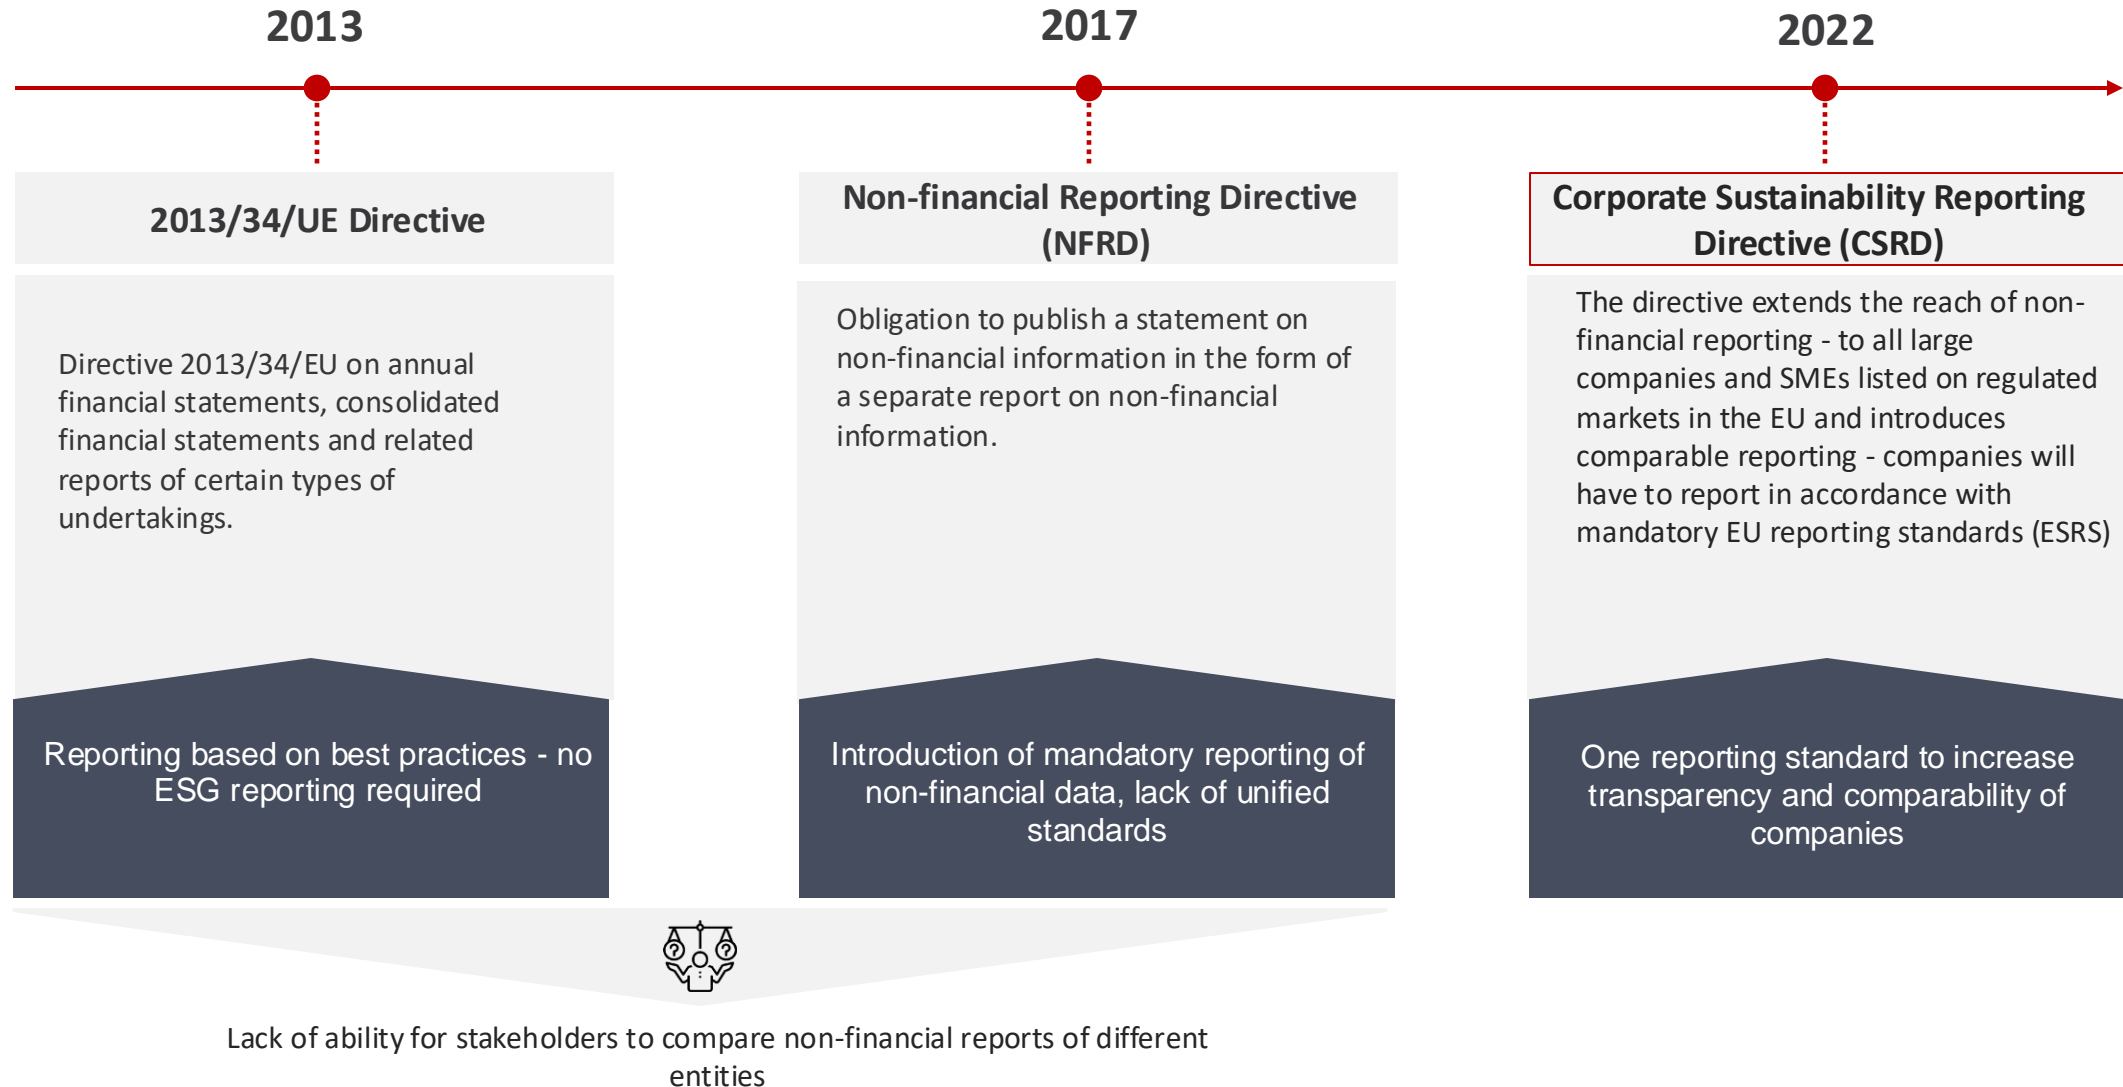 2013
2017
2022
2013/34/UE Directive
Non-financial Reporting Directive
(NFRD)
Corporate Sustainability Reporting
Directive (CSRD)
Directive 2013/34/EU on annual
financial statements, consolidated
financial statements and related
reports of certain types of
undertakings.
Obligation to publish a statement on
non-financial information in the form of
a separate report on non-financial
information.
The directive extends the reach of non-
financial reporting - to all large
companies and SMEs listed on regulated
markets in the EU and introduces
comparable reporting - companies will
have to report in accordance with
mandatory EU reporting standards (ESRS)
Reporting based on best practices - no
ESG reporting required
Introduction of mandatory reporting of
non-financial data, lack of unified
standards
One reporting standard to increase
transparency and comparability of
companies
? ?
Lack of ability for stakeholders to compare non-financial reports of different
entities